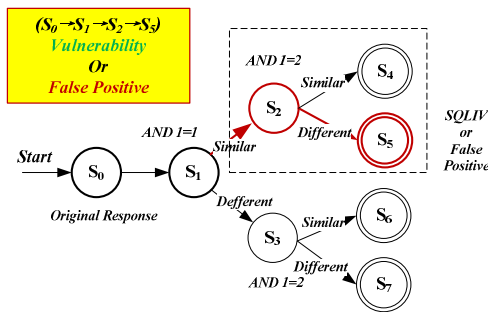 (S0→S1→S2→S5)
Vulnerability
Or
False Positive
AND 1=2
Similar
S4
S2
AND 1=1
Similar
Different
S5
SQLIV
or
False
Positive
Start
S0
S1
Original Response
Defferent
Similar
S6
S3
Different
AND 1=2
S7